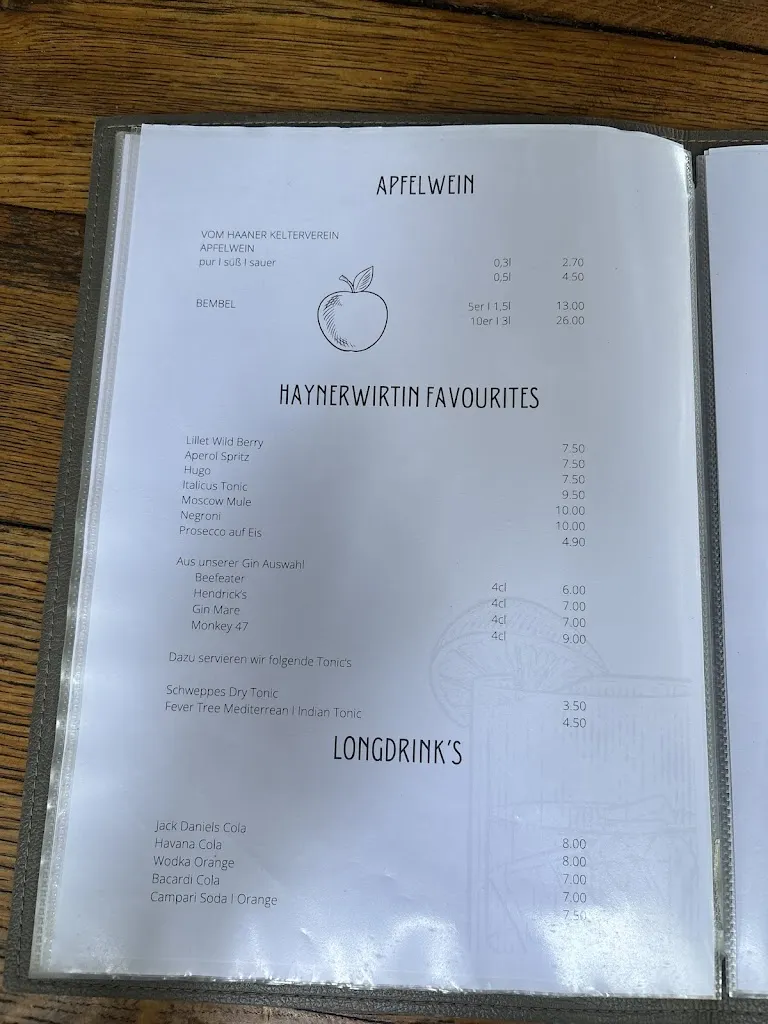 APFELWEIN
VOM HAANER KELTERVEREIN
APFELWEIN
pur I süß I sauer 0,3l 2.70
0,5l 4.50
BEMBEL 5er I 1,5l 13.00
10er I 3l 26.00
HAYNERWIRTIN FAVOURITES
Lillet Wild Berry 7.50
Aperol Spritz 7.50
Hugo 7.50
Italicus Tonic 9.50
Moscow Mule 10.00
Negroni 10.00
Prosecco auf Eis 4.90
Aus unserer Gin Auswahl
Beefeater 4cl 6.00
Hendrick's 4cl 7.00
Gin Mare 4cl 7.00
Monkey 47 4cl 9.00
Dazu servieren wir folgende Tonic's
Schweppes Dry Tonic 3.50
Fever Tree Mediterrean I Indian Tonic 4.50
LONGDRINK'S
Jack Daniels Cola 8.00
Havana Cola 8.00
Wodka Orange 7.00
Bacardi Cola 7.00
Campari Soda I Orange 7.50